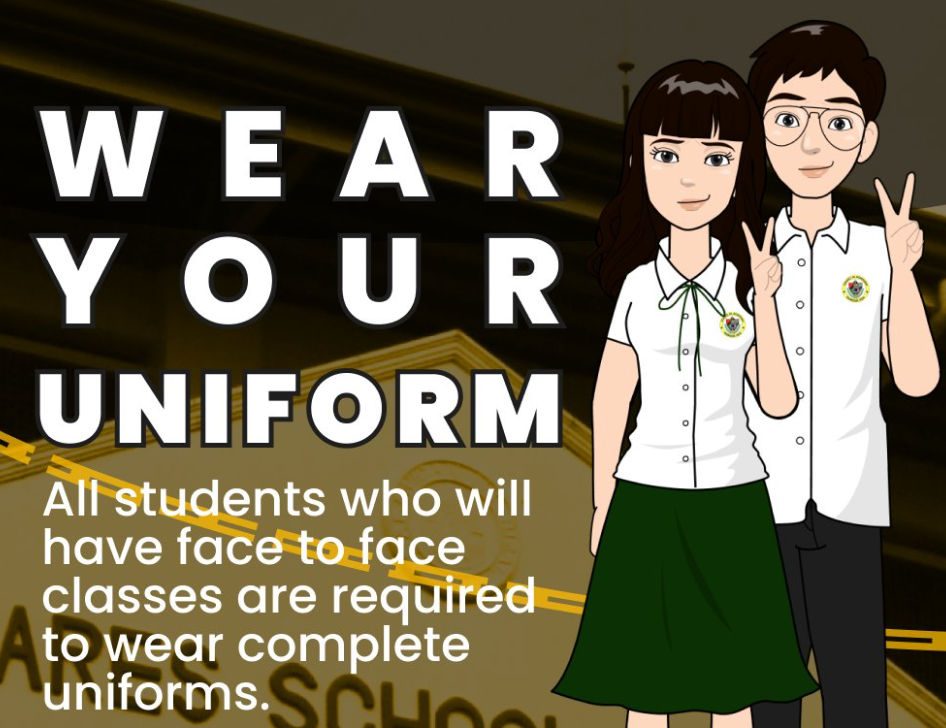 WEAR
YOUR
UNIFORM
All students who will
have face to face
classes are required
to wear complete
uniforms.
ARES SCHOOL